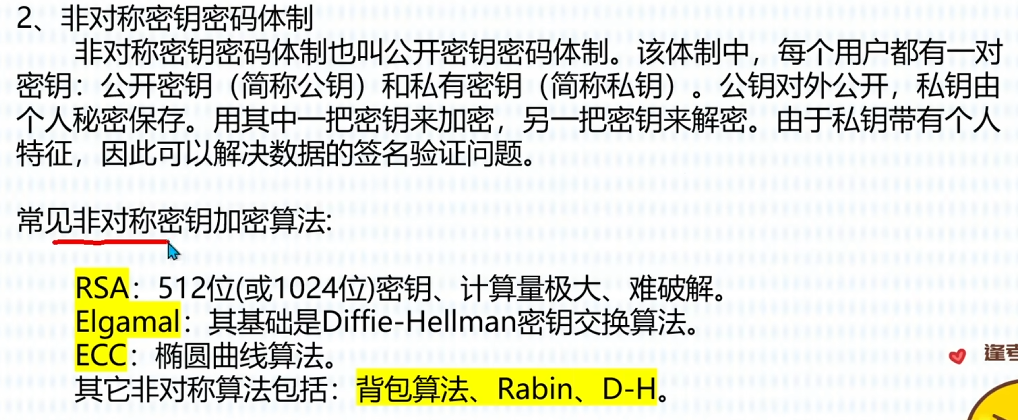 2、 非对称密钥密码体制
非对称密钥密码体制也叫公开密钥密码体制。该体制中，每个用户都有一对
密钥：公开密钥（简称公钥）和私有密钥（简称私钥）。公钥对外公开，私钥由
个人秘密保存。用其中一把密钥来加密，另一把密钥来解密。由于私钥带有个人
特征，因此可以解决数据的签名验证问题。
常见非对称密钥加密算法:
RSA：512位(或1024位)密钥、计算量极大、难破解。
Elgamal：其基础是Diffie-Hellman密钥交换算法。
ECC：椭圆曲线算法。
其它非对称算法包括：背包算法、Rabin、D-H。
逢考